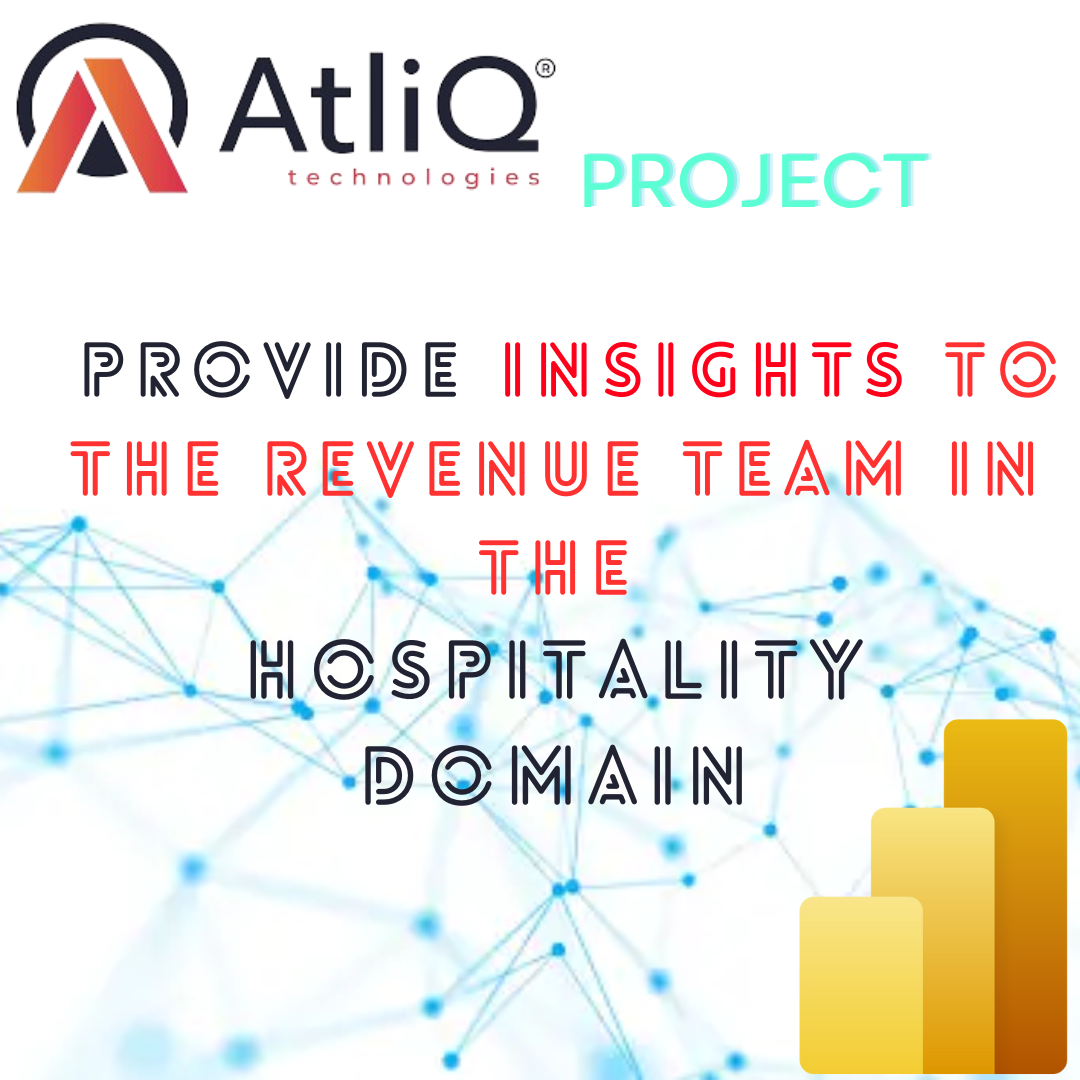 AtliQ®
technologies
PROJECT
PROVIDE INSIGHTS TO
THE REVENUE TEAM IN
THE
HOSPITALITY
DOMAIN